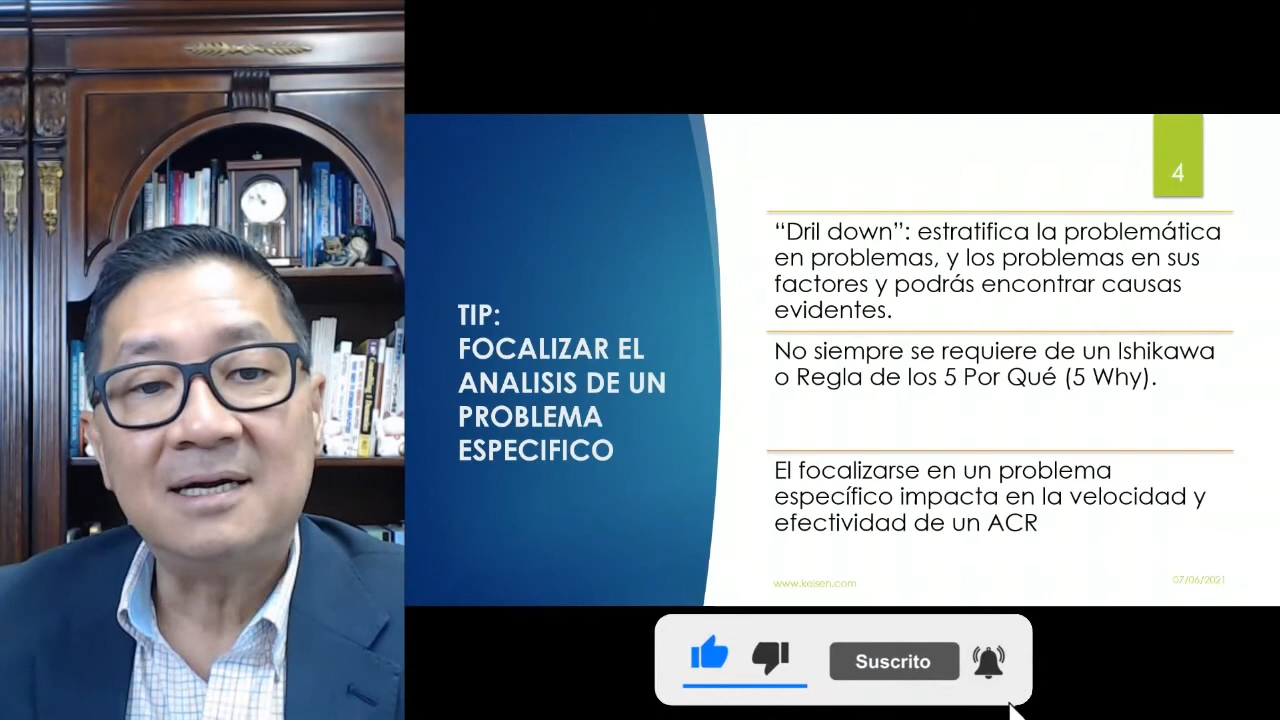 TIP:
FOCALIZAR EL
ANALISIS DE UN
PROBLEMA
ESPECIFICO
4
“Dril down”: estratifica la problemática
en problemas, y los problemas en sus
factores y podrás encontrar causas
evidentes.
No siempre se requiere de un Ishikawa
o Regla de los 5 Por Qué (5 Why).
El focalizarse en un problema
específico impacta en la velocidad y
efectividad de un ACR
www.keisen.com
07/06/2021
Suscrito